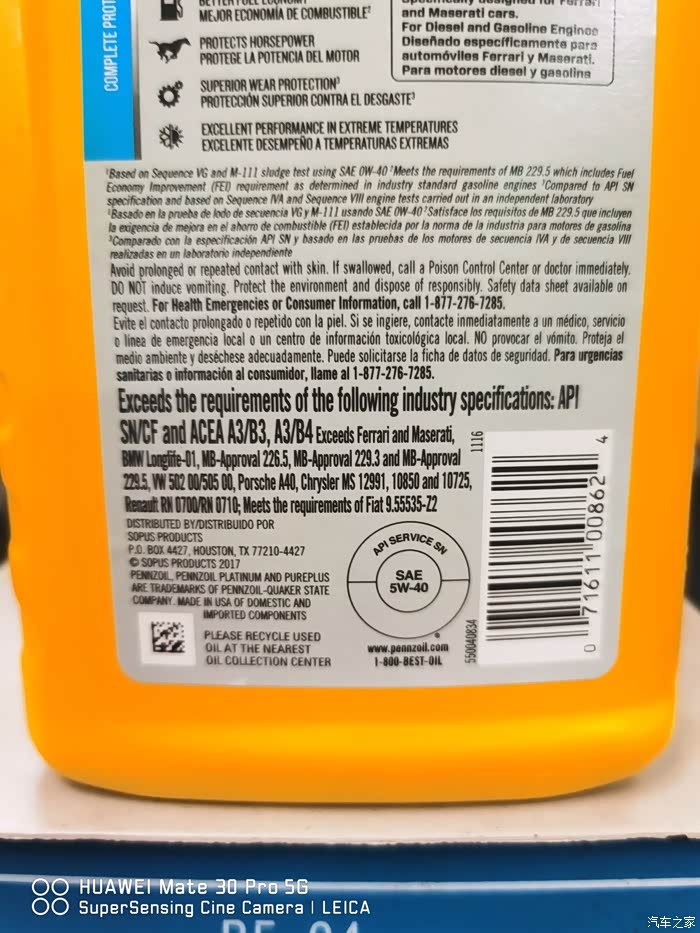 COMPLETE PROT
BETTER FUEL ECONOMY
MEJOR ECONOMÍA DE COMBUSTIBLE²
PROTECTS HORSEPOWER
PROTEGE LA POTENCIA DEL MOTOR
SUPERIOR WEAR PROTECTION³
PROTECCIÓN SUPERIOR CONTRA EL DESGASTE³
EXCELLENT PERFORMANCE IN EXTREME TEMPERATURES
EXCELENTE DESEMPEÑO A TEMPERATURAS EXTREMAS
Specifically designed for Ferrari
and Maserati cars.
For Diesel and Gasoline Engines
Diseñado específicamente para
automóviles Ferrari y Maserati.
Para motores diesel y gasolina
¹Based on Sequence VG and M-111 sludge test using SAE 0W-40 ²Meets the requirements of MB 229.5 which includes Fuel
Economy Improvement (FEI) requirement as determined in industry standard gasoline engines ³Compared to API SN
specification and based on Sequence IVA and Sequence VIII engine tests carried out in an independent laboratory
¹Basado en la prueba de lodo de secuencia VG y M-111 usando SAE 0W-40 ²Satisface los requisitos de MB 229.5 que incluyen
la exigencia de mejora en el ahorro de combustible (FEI) establecida por la norma de la industria para motores de gasolina
³Comparado con la especificación API SN y basado en las pruebas de los motores de secuencia IVA y de secuencia VIII
realizadas en un laboratorio independiente
Avoid prolonged or repeated contact with skin. If swallowed, call a Poison Control Center or doctor immediately.
DO NOT induce vomiting. Protect the environment and dispose of responsibly. Safety data sheet available on
request. For Health Emergencies or Consumer Information, call 1-877-276-7285.
Evite el contacto prolongado o repetido con la piel. Si se ingiere, contacte inmediatamente a un médico, servicio
o línea de emergencia local o un centro de información toxicológica local. NO provocar el vómito. Proteja el
medio ambiente y deséchese adecuadamente. Puede solicitarse la ficha de datos de seguridad. Para urgencias
sanitarias o información al consumidor, llame al 1-877-276-7285.
Exceeds the requirements of the following industry specifications: API
SN/CF and ACEA A3/B3, A3/B4 Exceeds Ferrari and Maserati,
BMW Longlife-01, MB-Approval 226.5, MB-Approval 229.3 and MB-Approval
229.5, VW 502 00/505 00, Porsche A40, Chrysler MS 12991, 10850 and 10725,
Renault RN 0700/RN 0710; Meets the requirements of Fiat 9.55535-Z2
DISTRIBUTED BY/DISTRIBUIDO POR
SOPUS PRODUCTS
P.O. BOX 4427, HOUSTON, TX 77210-4427
© SOPUS PRODUCTS 2017
PENNZOIL, PENNZOIL PLATINUM AND PUREPLUS
ARE TRADEMARKS OF PENNZOIL-QUAKER STATE
COMPANY. MADE IN USA OF DOMESTIC AND
IMPORTED COMPONENTS
PLEASE RECYCLE USED
OIL AT THE NEAREST
OIL COLLECTION CENTER
API SERVICE SN
SAE
5W-40
®
www.pennzoil.com
1-800-BEST-OIL
550040834
1116
0 71611 00862 4
HUAWEI Mate 30 Pro 5G
SuperSensing Cine Camera | LEICA
汽车之家